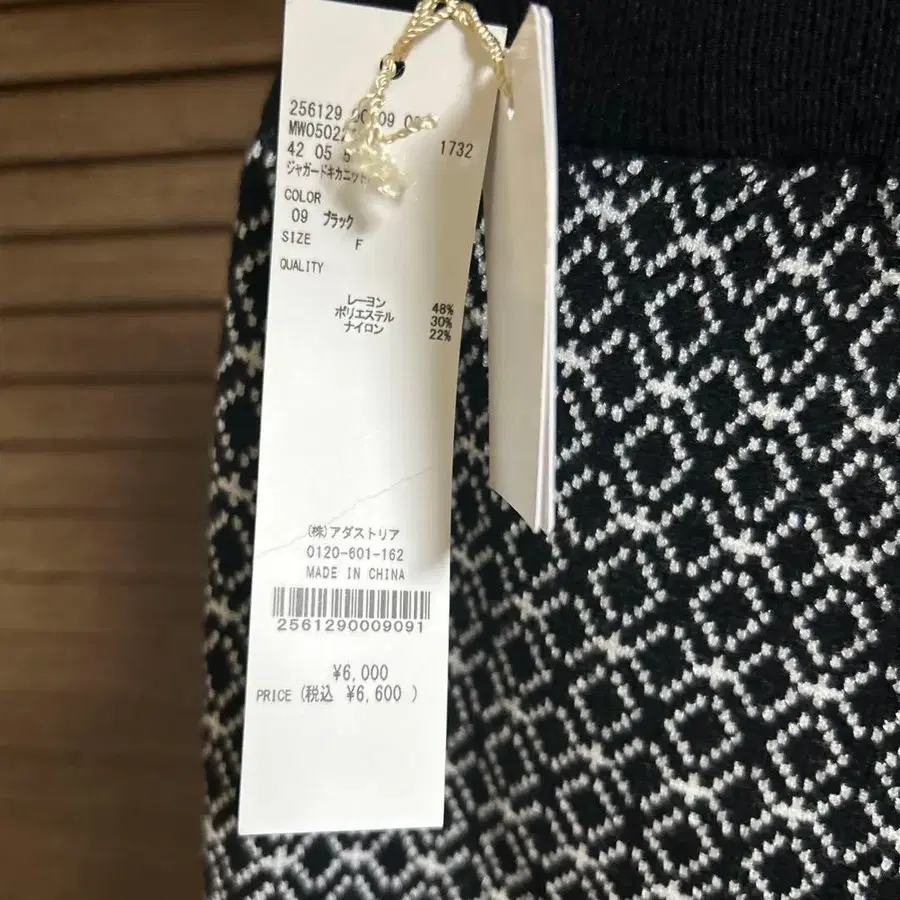 256129 09
MW0502
1732
42 05
ジャガードキカニット
COLOR
09 ブラック
SIZE F
QUALITY
レーヨン 48%
ポリエステル 30%
ナイロン 22%
(株)アダストリア
0120-601-162
MADE IN CHINA
2561290009091
¥6,000
PRICE (税込 ¥6,600 )